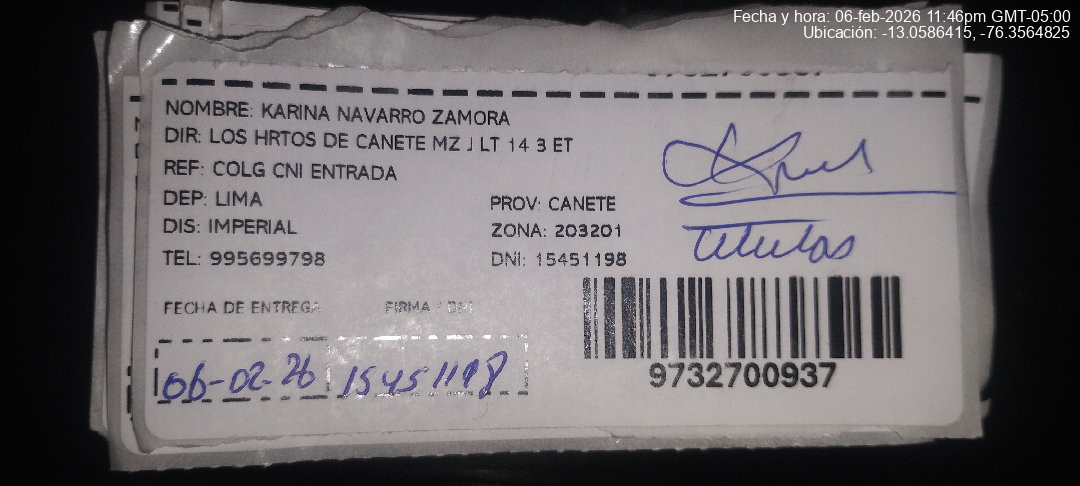 Fecha y hora: 06-feb-2026 11:46pm GMT-05:00
Ubicación: -13.0586415, -76.3564825
NOMBRE: KARINA NAVARRO ZAMORA
DIR: LOS HRTOS DE CANETE MZ J LT 14 3 ET
REF: COLG CNI ENTRADA
DEP: LIMA
PROV: CANETE
DIS: IMPERIAL
ZONA: 203201
TEL: 995699798
DNI: 15451198
FECHA DE ENTREGA
FIRMA / DNI
06-02-26
15451198
9732700937